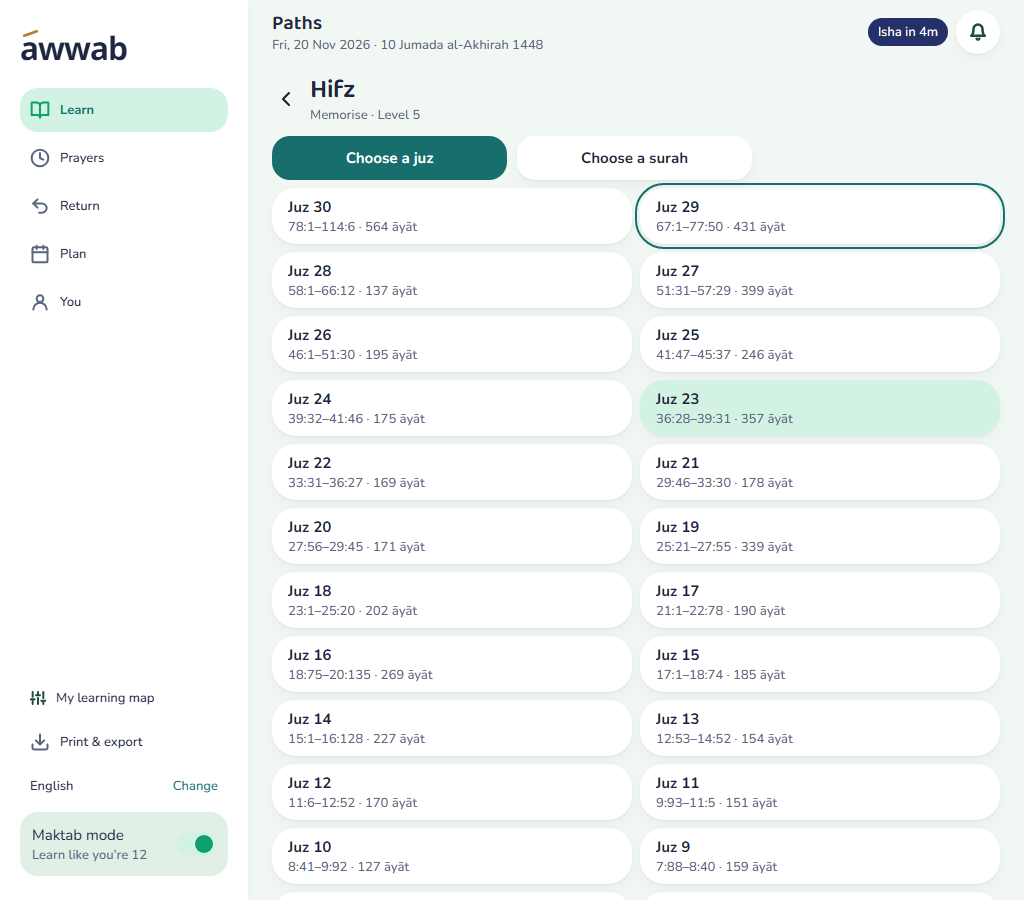 awwab
Learn
Prayers
Return
Plan
You
My learning map
Print & export
English
Change
Maktab mode
Learn like you're 12
Paths
Fri, 20 Nov 2026 · 10 Jumada al-Akhirah 1448
Isha in 4m
Hifz
Memorise · Level 5
Choose a juz
Choose a surah
Juz 30
78:1–114:6 · 564 āyāt
Juz 29
67:1–77:50 · 431 āyāt
Juz 28
58:1–66:12 · 137 āyāt
Juz 27
51:31–57:29 · 399 āyāt
Juz 26
46:1–51:30 · 195 āyāt
Juz 25
41:47–45:37 · 246 āyāt
Juz 24
39:32–41:46 · 175 āyāt
Juz 23
36:28–39:31 · 357 āyāt
Juz 22
33:31–36:27 · 169 āyāt
Juz 21
29:46–33:30 · 178 āyāt
Juz 20
27:56–29:45 · 171 āyāt
Juz 19
25:21–27:55 · 339 āyāt
Juz 18
23:1–25:20 · 202 āyāt
Juz 17
21:1–22:78 · 190 āyāt
Juz 16
18:75–20:135 · 269 āyāt
Juz 15
17:1–18:74 · 185 āyāt
Juz 14
15:1–16:128 · 227 āyāt
Juz 13
12:53–14:52 · 154 āyāt
Juz 12
11:6–12:52 · 170 āyāt
Juz 11
9:93–11:5 · 151 āyāt
Juz 10
8:41–9:92 · 127 āyāt
Juz 9
7:88–8:40 · 159 āyāt